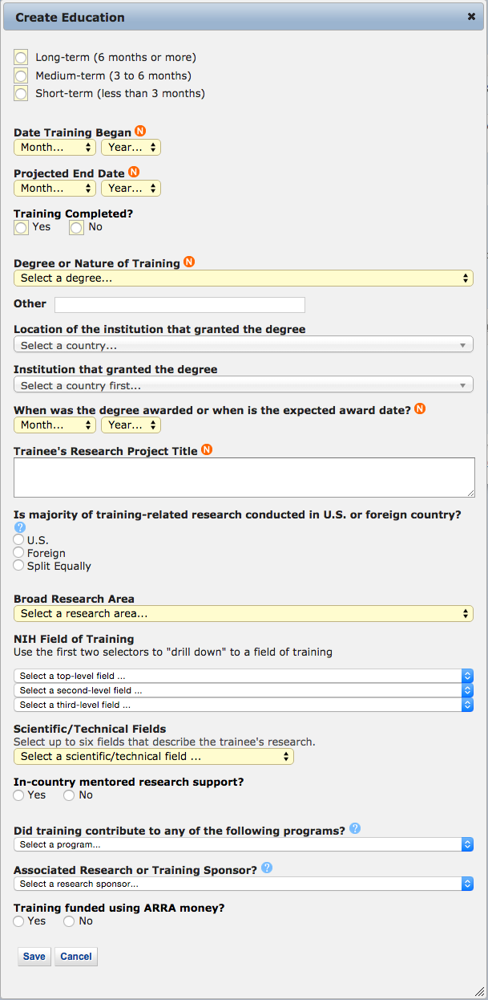 Create Education
Long-term (6 months or more)
Medium-term (3 to 6 months)
Short-term (less than 3 months)
Date Training Began N
Month... Year...
Projected End Date N
Month... Year...
Training Completed?
Yes No
Degree or Nature of Training N
Select a degree...
Other
Location of the institution that granted the degree
Select a country...
Institution that granted the degree
Select a country first...
When was the degree awarded or when is the expected award date? N
Month... Year...
Trainee's Research Project Title N
Is majority of training-related research conducted in U.S. or foreign country?
?
U.S.
Foreign
Split Equally
Broad Research Area
Select a research area...
NIH Field of Training
Use the first two selectors to "drill down" to a field of training
Select a top-level field ...
Select a second-level field ...
Select a third-level field ...
Scientific/Technical Fields
Select up to six fields that describe the trainee's research.
Select a scientific/technical field ...
In-country mentored research support?
Yes No
Did training contribute to any of the following programs? ?
Select a program...
Associated Research or Training Sponsor? ?
Select a research sponsor...
Training funded using ARRA money?
Yes No
Save Cancel